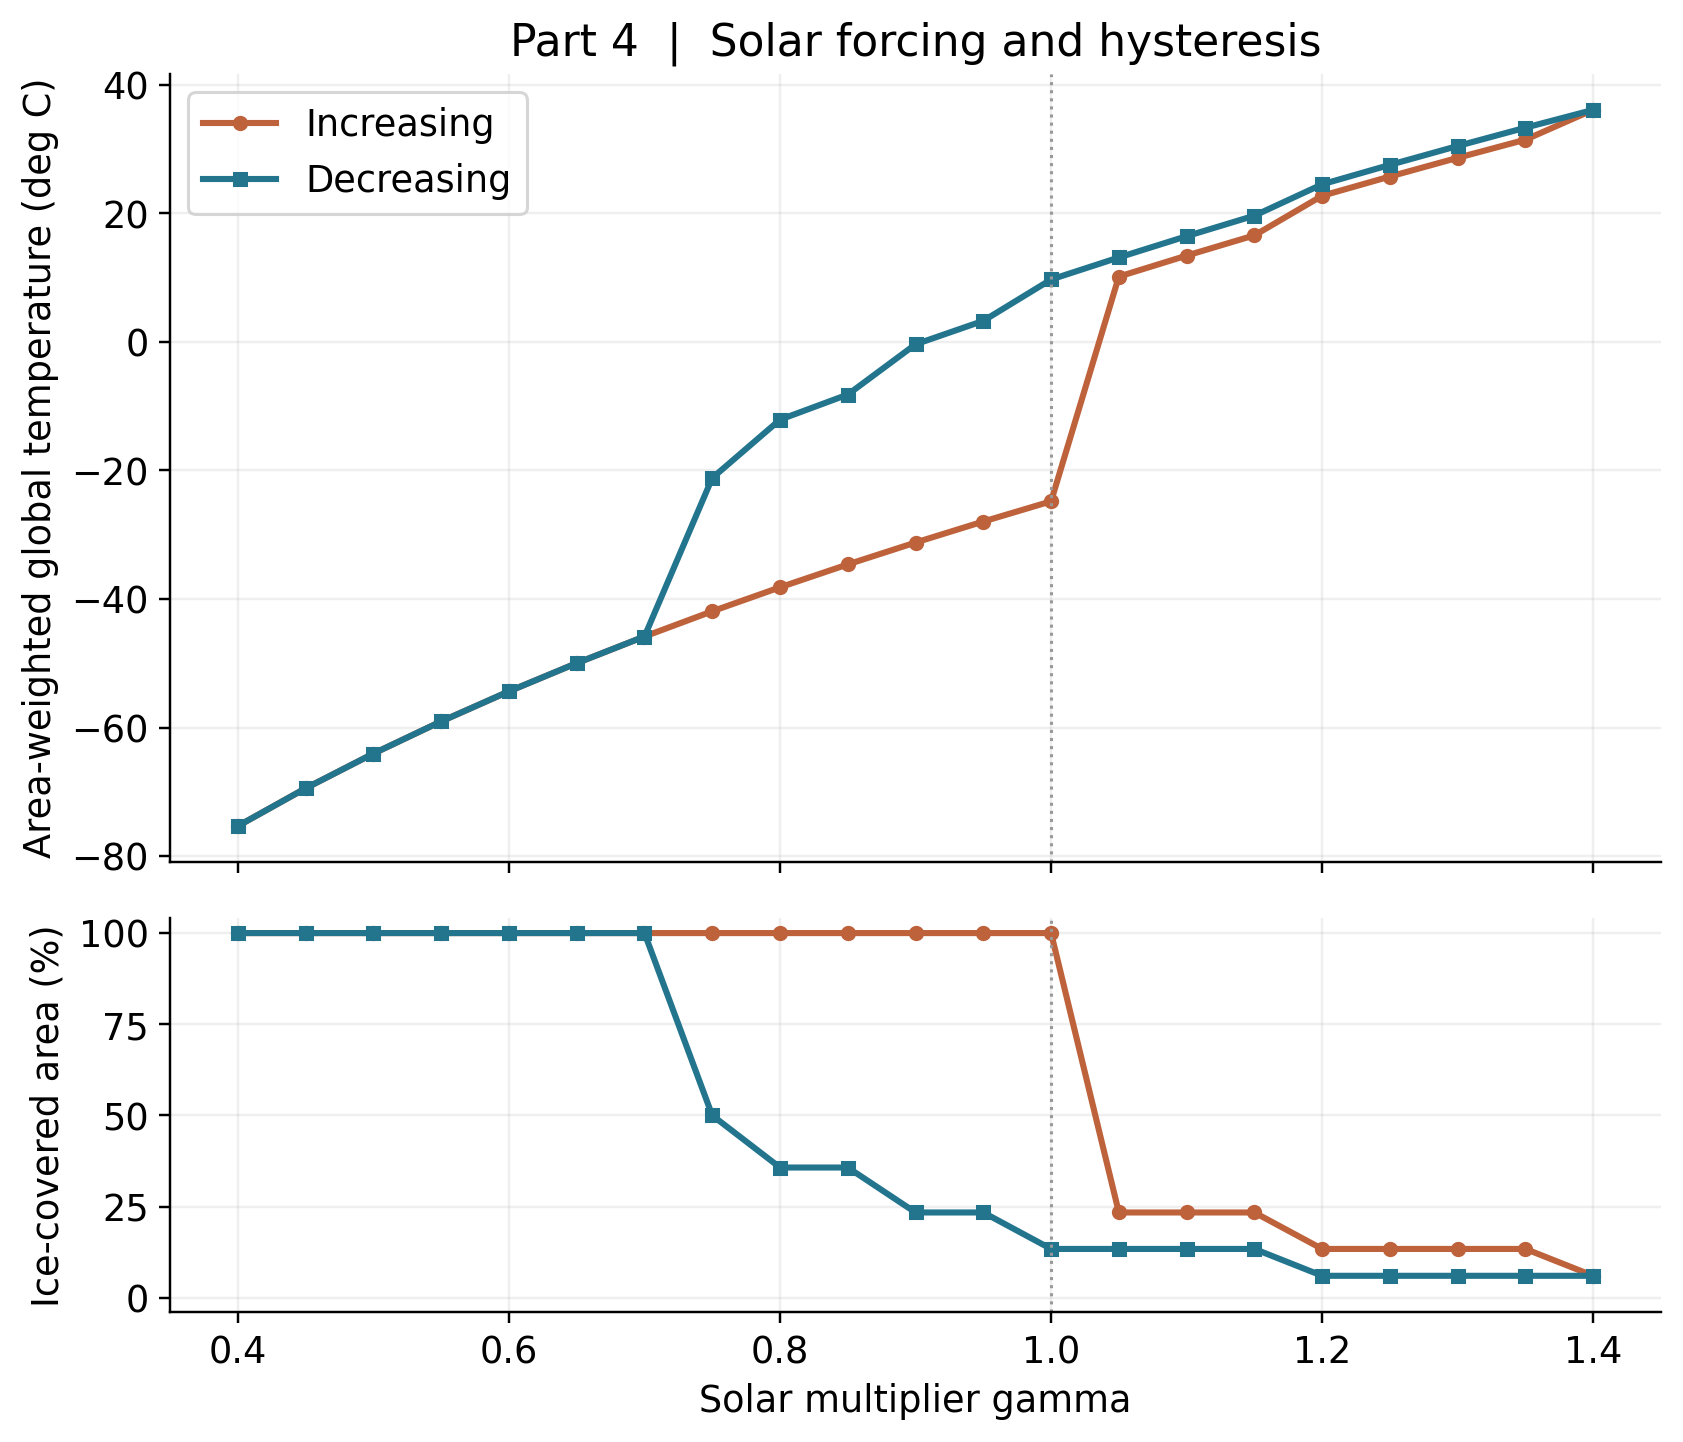 Part 4 | Solar forcing and hysteresis
Area-weighted global temperature (deg C)
40
20
0
−20
−40
−60
−80
Increasing
Decreasing
Ice-covered area (%)
100
75
50
25
0
0.4 0.6 0.8 1.0 1.2 1.4
Solar multiplier gamma